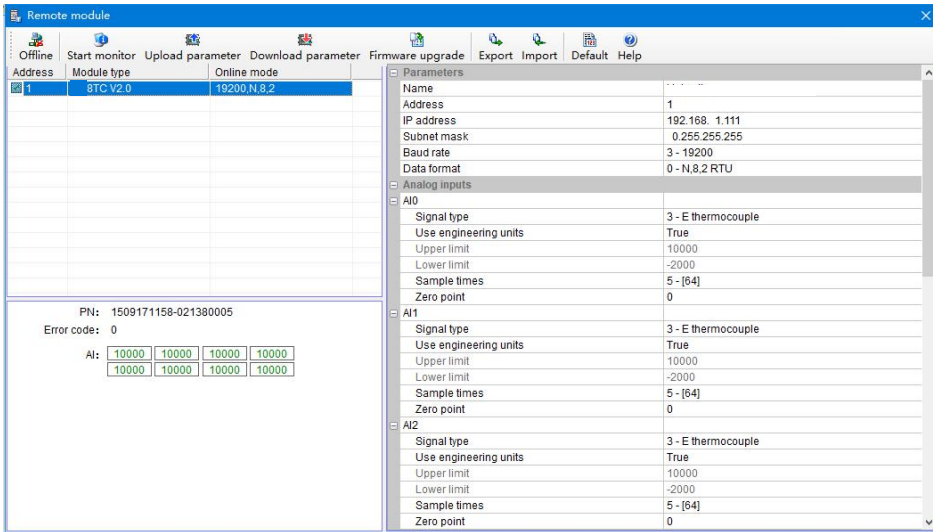 Remote module
Offline Start monitor Upload parameter Download parameter Firmware upgrade Export Import Default Help
Address Module type Online mode
1 8TC V2.0 19200,N,8,2
PN: 1509171158-021380005
Error code: 0
AI: 10000 10000 10000 10000
10000 10000 10000 10000
Parameters
Name
Address 1
IP address 192.168. 1.111
Subnet mask 0.255.255.255
Baud rate 3 - 19200
Data format 0 - N,8,2 RTU
Analog inputs
AI0
Signal type 3 - E thermocouple
Use engineering units True
Upper limit 10000
Lower limit -2000
Sample times 5 - [64]
Zero point 0
AI1
Signal type 3 - E thermocouple
Use engineering units True
Upper limit 10000
Lower limit -2000
Sample times 5 - [64]
Zero point 0
AI2
Signal type 3 - E thermocouple
Use engineering units True
Upper limit 10000
Lower limit -2000
Sample times 5 - [64]
Zero point 0